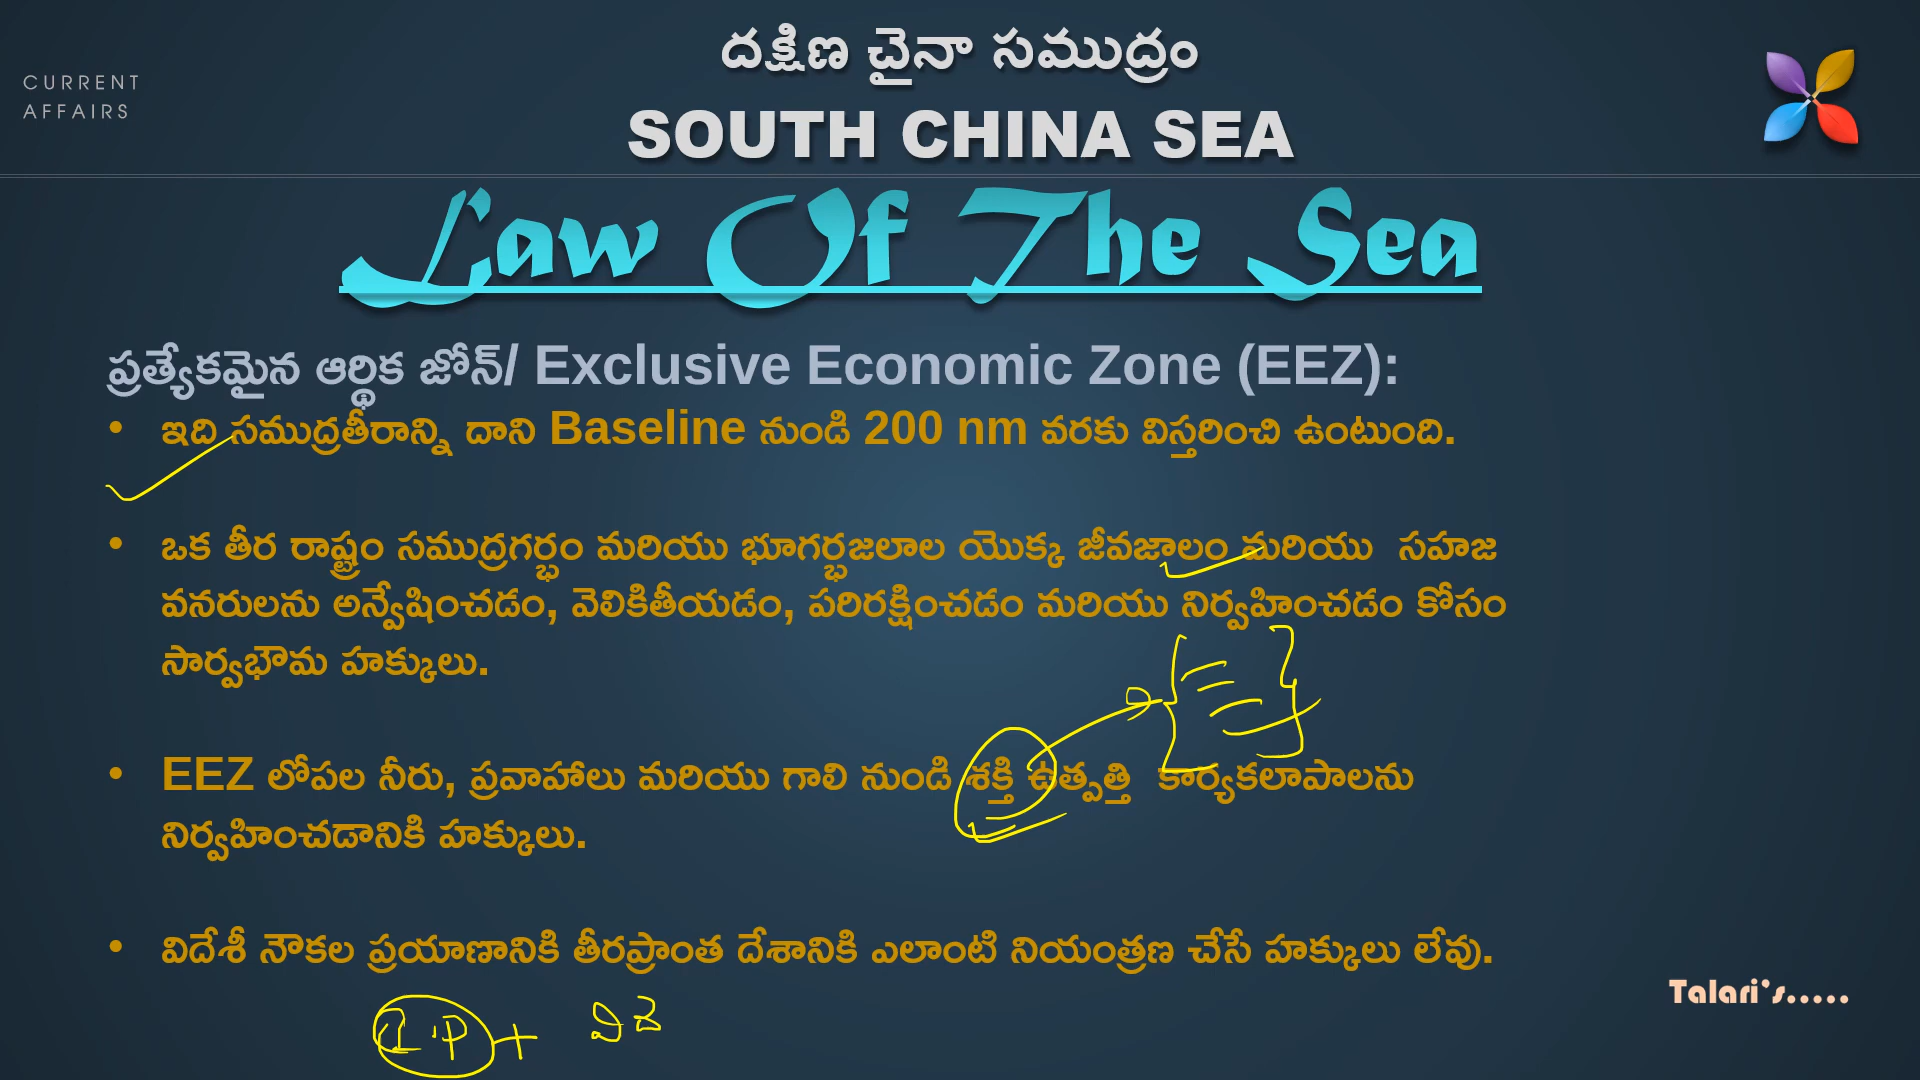 CURRENT
AFFAIRS
దక్షిణ చైనా సముద్రం
SOUTH CHINA SEA
Law Of The Sea
ప్రత్యేకమైన ఆర్థిక జోన్/ Exclusive Economic Zone (EEZ):
• ఇది సముద్రతీరాన్ని దాని Baseline నుండి 200 nm వరకు విస్తరించి ఉంటుంది.
• ఒక తీర రాష్ట్రం సముద్రగర్భం మరియు భూగర్భజలాల యొక్క జీవజాలం మరియు సహజ
వనరులను అన్వేషించడం, వెలికితీయడం, పరిరక్షించడం మరియు నిర్వహించడం కోసం
సార్వభౌమ హక్కులు.
• EEZ లోపల నీరు, ప్రవాహాలు మరియు గాలి నుండి శక్తి ఉత్పత్తి కార్యకలాపాలను
నిర్వహించడానికి హక్కులు.
• విదేశీ నౌకల ప్రయాణానికి తీరప్రాంత దేశానికి ఎలాంటి నియంత్రణ చేసే హక్కులు లేవు.
Talari's.....
I.P +